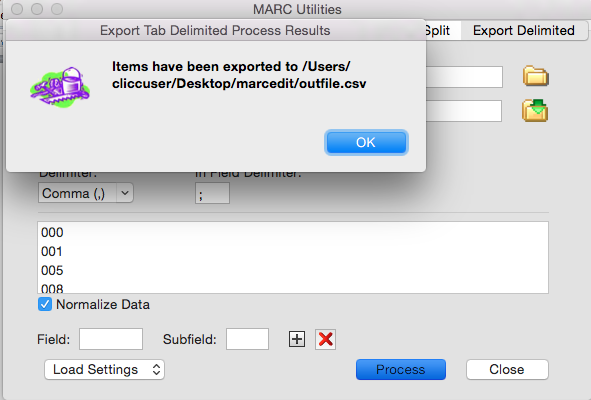 MARC Utilities
Export Tab Delimited Process Results
Split
Export Delimited
Items have been exported to /Users/
cliccuser/Desktop/marcedit/outfile.csv
OK
Delimiter:
In Field Delimiter:
Comma (,)
;
000
001
005
008
Normalize Data
Field:
Subfield:
Load Settings
Process
Close